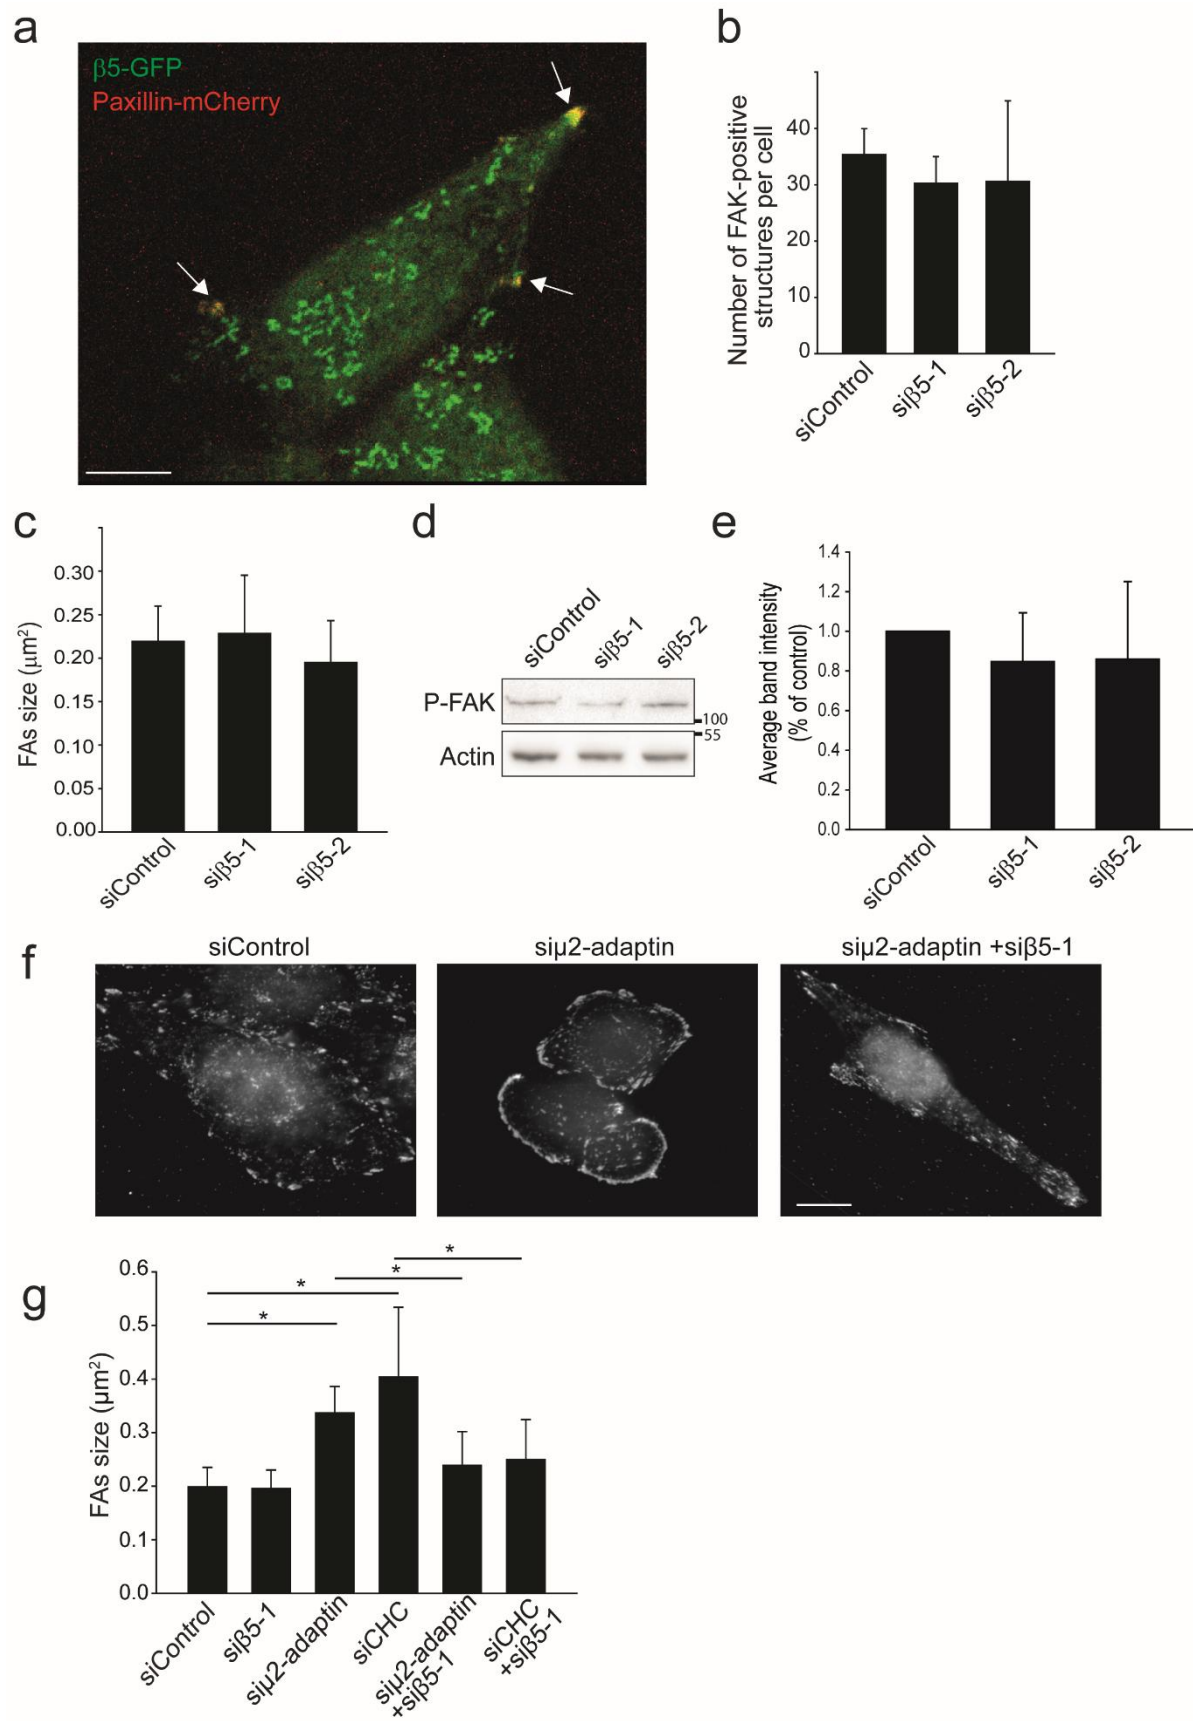 a
β5-GFP
Paxillin-mCherry
b
Number of FAK-positive
structures per cell
40
30
20
10
0
siControl
siβ5-1
siβ5-2
c
FAs size (μm²)
0.30
0.25
0.20
0.15
0.10
0.05
0.00
siControl
siβ5-1
siβ5-2
d
siControl
siβ5-1
siβ5-2
P-FAK
100
55
Actin
e
Average band intensity
(% of control)
1.4
1.2
1.0
0.8
0.6
0.4
0.2
0.0
siControl
siβ5-1
siβ5-2
f
siControl
siμ2-adaptin
siμ2-adaptin +siβ5-1
g
FAs size (μm²)
0.6
0.5
0.4
0.3
0.2
0.1
0.0
*
*
*
*
siControl
siβ5-1
siμ2-adaptin
siCHC
siμ2-adaptin
+siβ5-1
siCHC
+siβ5-1